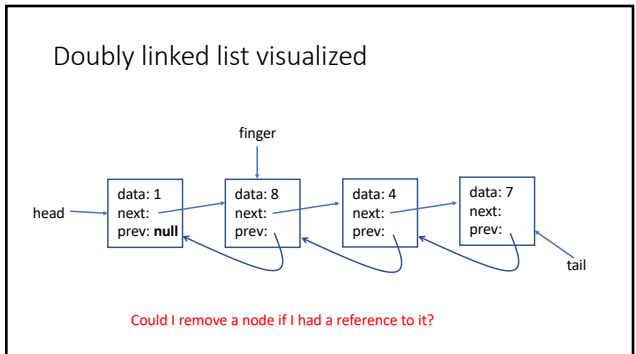 Doubly linked list visualized
finger
head
data: 1
next:
prev: null
data: 8
next:
prev:
data: 4
next:
prev:
data: 7
next:
prev:
tail
Could I remove a node if I had a reference to it?